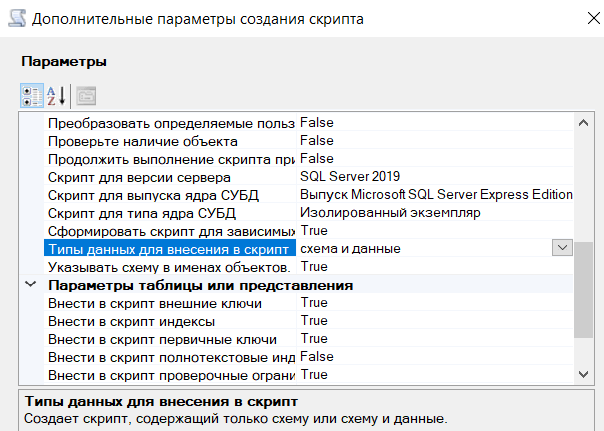 Дополнительные параметры создания скрипта
Параметры
Преобразовать определяемые польз False
Проверьте наличие объекта False
Продолжить выполнение скрипта при False
Скрипт для версии сервера SQL Server 2019
Скрипт для выпуска ядра СУБД Выпуск Microsoft SQL Server Express Edition
Скрипт для типа ядра СУБД Изолированный экземпляр
Сформировать скрипт для зависимых True
Типы данных для внесения в скрипт схема и данные
Указывать схему в именах объектов. True
Параметры таблицы или представления
Внести в скрипт внешние ключи True
Внести в скрипт индексы True
Внести в скрипт первичные ключи True
Внести в скрипт полнотекстовые инд False
Внести в скрипт проверочные ограни True
Типы данных для внесения в скрипт
Создает скрипт, содержащий только схему или схему и данные.